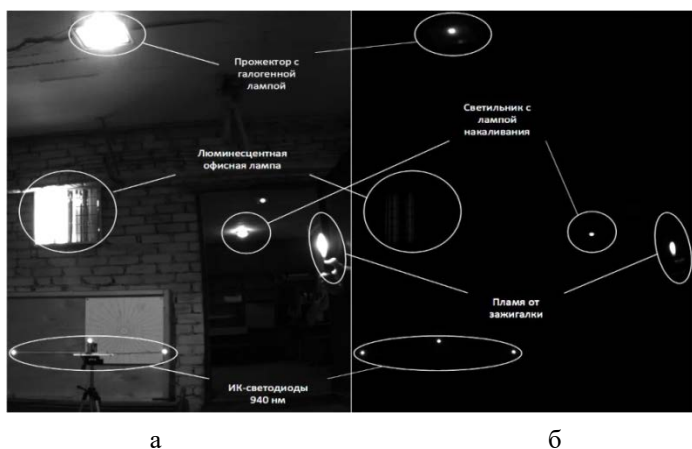 Прожектор с
галогенной
лампой
Светильник с
лампой
накаливания
Люминесцентная
офисная лампа
Пламя от
зажигалки
ИК-светодиоды
940 нм
а
б